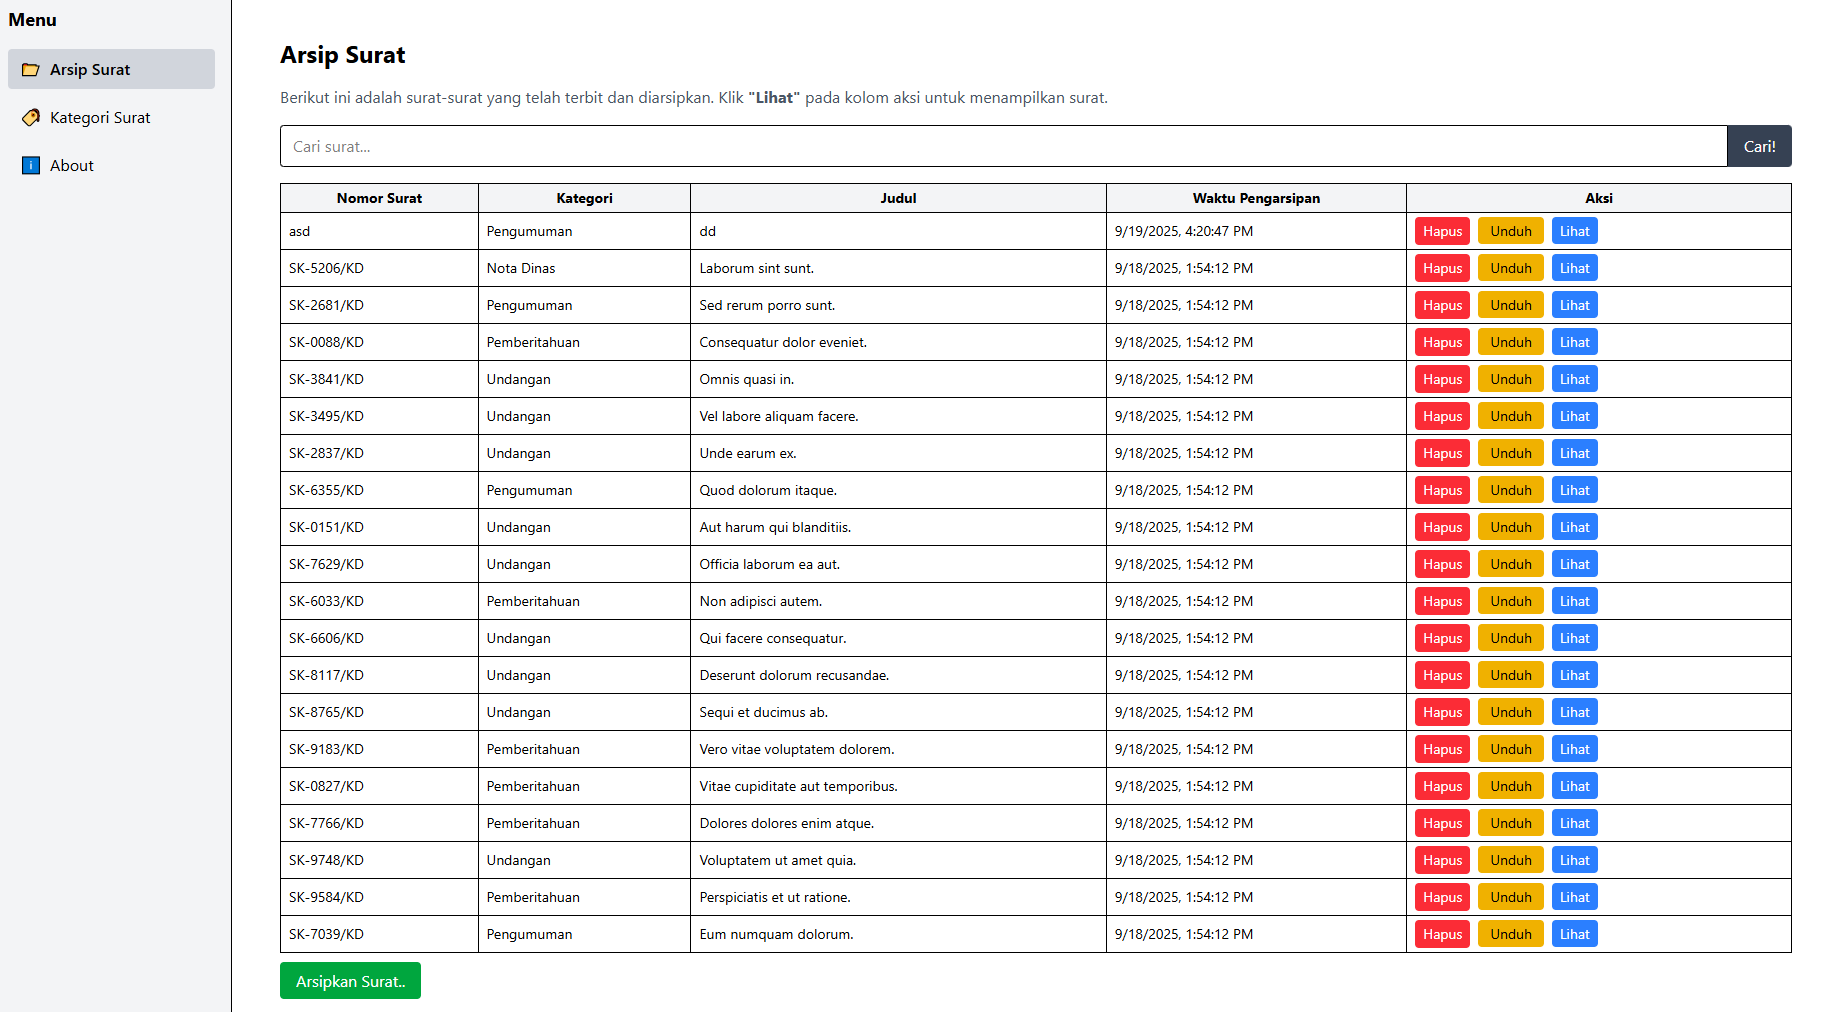 Menu
Arsip Surat
Kategori Surat
i About
Arsip Surat
Berikut ini adalah surat-surat yang telah terbit dan diarsipkan. Klik "Lihat" pada kolom aksi untuk menampilkan surat.
Cari surat... Cari!
Nomor Surat Kategori Judul Waktu Pengarsipan Aksi
asd Pengumuman dd 9/19/2025, 4:20:47 PM Hapus Unduh Lihat
SK-5206/KD Nota Dinas Laborum sint sunt. 9/18/2025, 1:54:12 PM Hapus Unduh Lihat
SK-2681/KD Pengumuman Sed rerum porro sunt. 9/18/2025, 1:54:12 PM Hapus Unduh Lihat
SK-0088/KD Pemberitahuan Consequatur dolor eveniet. 9/18/2025, 1:54:12 PM Hapus Unduh Lihat
SK-3841/KD Undangan Omnis quasi in. 9/18/2025, 1:54:12 PM Hapus Unduh Lihat
SK-3495/KD Undangan Vel labore aliquam facere. 9/18/2025, 1:54:12 PM Hapus Unduh Lihat
SK-2837/KD Undangan Unde earum ex. 9/18/2025, 1:54:12 PM Hapus Unduh Lihat
SK-6355/KD Pengumuman Quod dolorum itaque. 9/18/2025, 1:54:12 PM Hapus Unduh Lihat
SK-0151/KD Undangan Aut harum qui blanditiis. 9/18/2025, 1:54:12 PM Hapus Unduh Lihat
SK-7629/KD Undangan Officia laborum ea aut. 9/18/2025, 1:54:12 PM Hapus Unduh Lihat
SK-6033/KD Pemberitahuan Non adipisci autem. 9/18/2025, 1:54:12 PM Hapus Unduh Lihat
SK-6606/KD Undangan Qui facere consequatur. 9/18/2025, 1:54:12 PM Hapus Unduh Lihat
SK-8117/KD Undangan Deserunt dolorum recusandae. 9/18/2025, 1:54:12 PM Hapus Unduh Lihat
SK-8765/KD Undangan Sequi et ducimus ab. 9/18/2025, 1:54:12 PM Hapus Unduh Lihat
SK-9183/KD Pemberitahuan Vero vitae voluptatem dolorem. 9/18/2025, 1:54:12 PM Hapus Unduh Lihat
SK-0827/KD Pemberitahuan Vitae cupiditate aut temporibus. 9/18/2025, 1:54:12 PM Hapus Unduh Lihat
SK-7766/KD Pemberitahuan Dolores dolores enim atque. 9/18/2025, 1:54:12 PM Hapus Unduh Lihat
SK-9748/KD Undangan Voluptatem ut amet quia. 9/18/2025, 1:54:12 PM Hapus Unduh Lihat
SK-9584/KD Pemberitahuan Perspiciatis et ut ratione. 9/18/2025, 1:54:12 PM Hapus Unduh Lihat
SK-7039/KD Pengumuman Eum numquam dolorum. 9/18/2025, 1:54:12 PM Hapus Unduh Lihat
Arsipkan Surat..